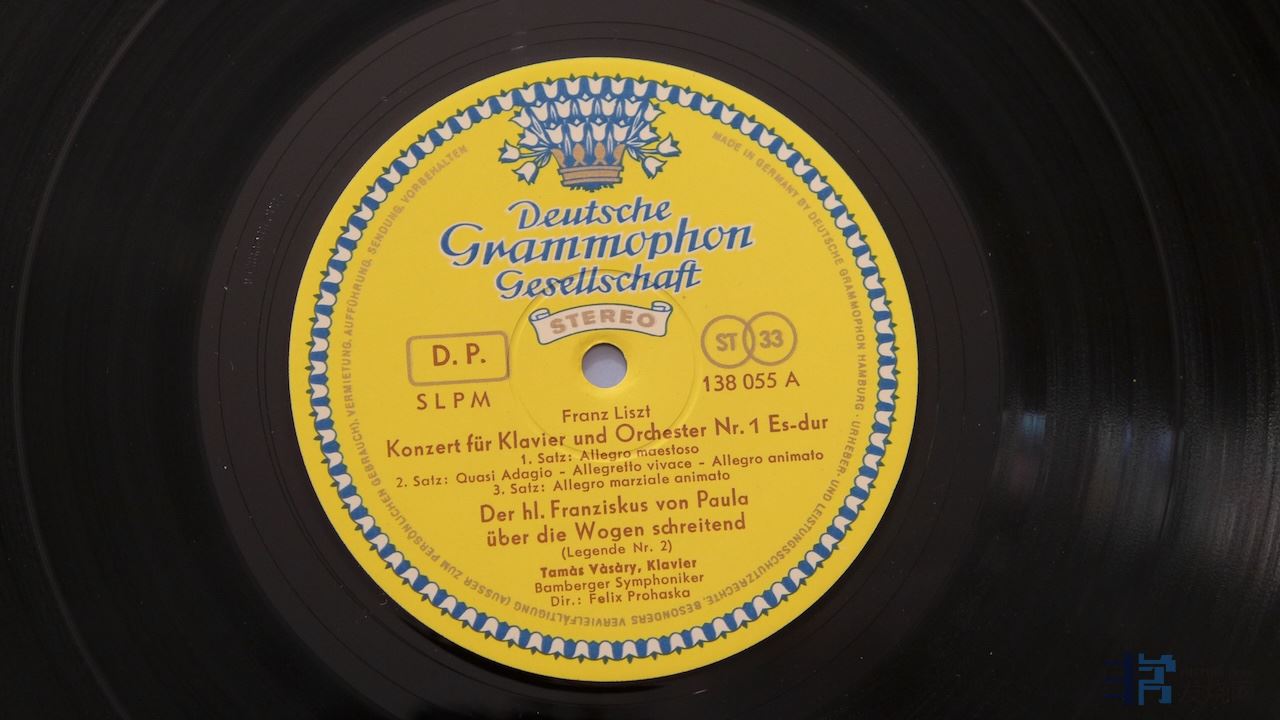 Deutsche
Grammophon
Gesellschaft
STEREO
D. P.
SLPM
ST 33
138 055 A
Franz Liszt
Konzert für Klavier und Orchester Nr. 1 Es-dur
1. Satz: Allegro maestoso
2. Satz: Quasi Adagio - Allegretto vivace - Allegro animato
3. Satz: Allegro marziale animato
Der hl. Franziskus von Paula
über die Wogen schreitend
(Legende Nr. 2)
Tamàs Vàsàry, Klavier
Bamberger Symphoniker
Dir.: Felix Prohaska
MADE IN GERMANY BY DEUTSCHE GRAMMOPHON HAMBURG · URHEBER- UND LEISTUNGSSCHUTZRECHTE, BESONDERS VERVIELFÄLTIGUNG (AUSSER ZUM PERSÖNLICHEN GEBRAUCH), VERMIETUNG, AUFFÜHRUNG, SENDUNG, VORBEHALTEN